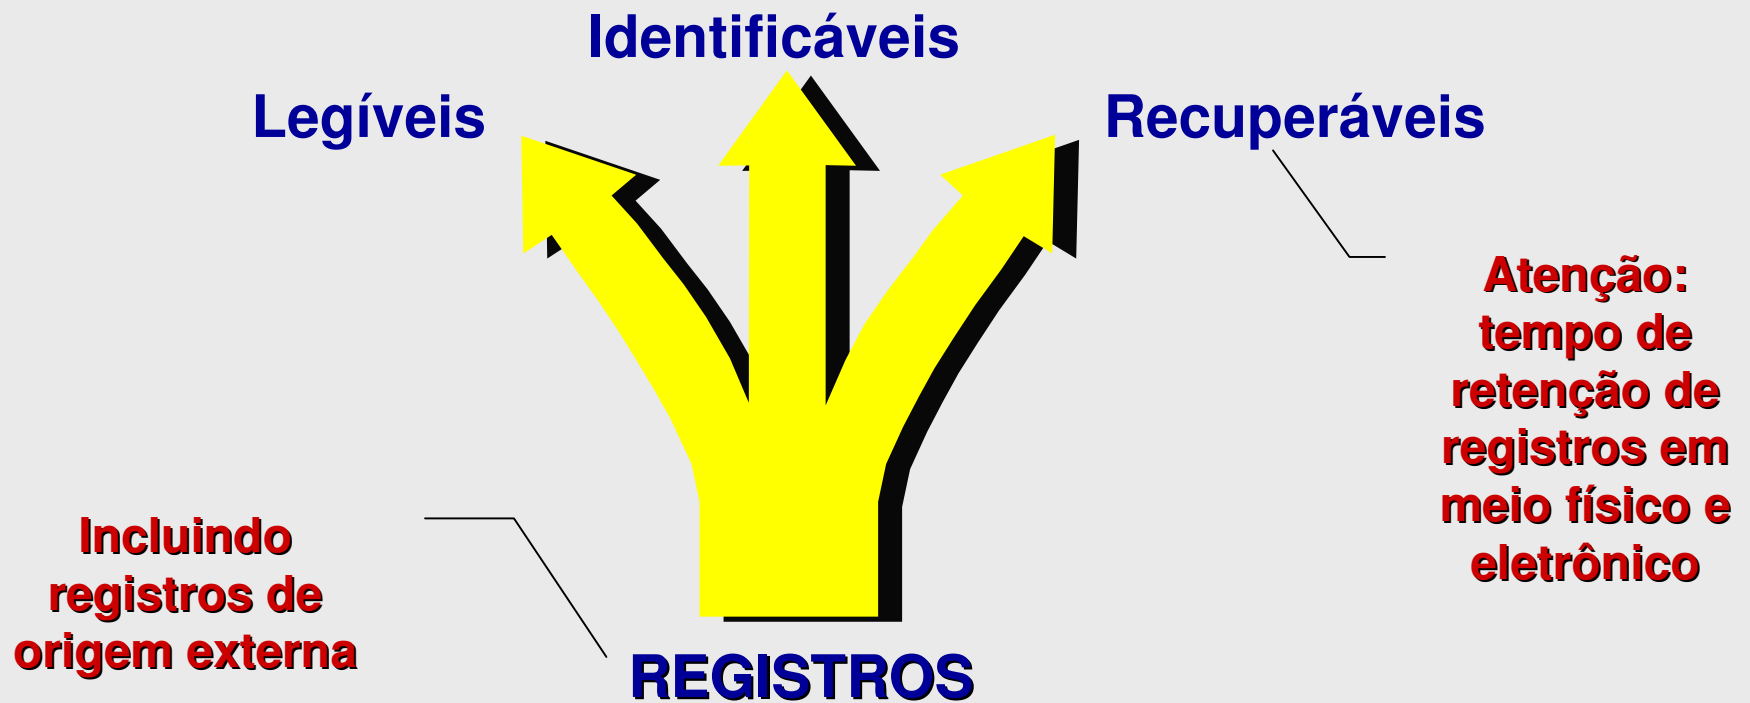 Identificáveis
Legíveis
Recuperáveis
Atenção:
tempo de
retenção de
registros em
meio físico e
eletrônico
Incluindo
registros de
origem externa
REGISTROS